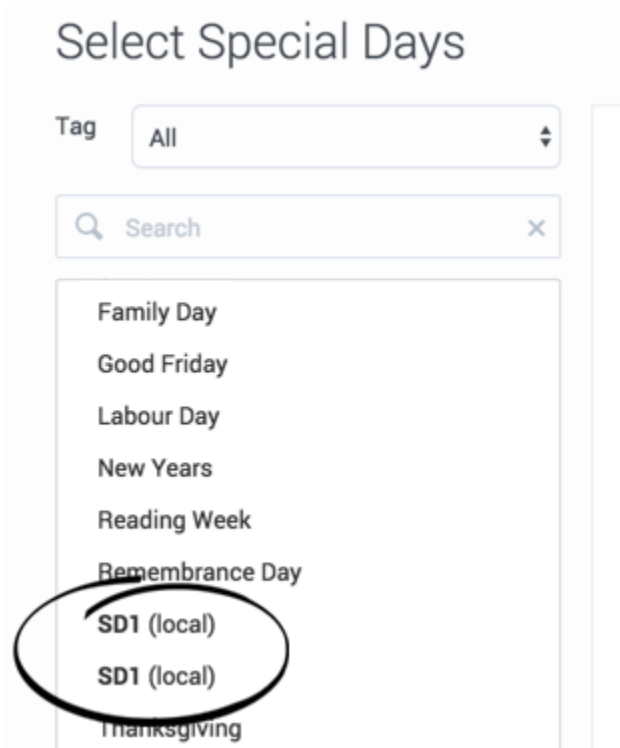 Select Special Days
Tag
All
Search
Family Day
Good Friday
Labour Day
New Years
Reading Week
Remembrance Day
SD1 (local)
SD1 (local)
Thanksgiving